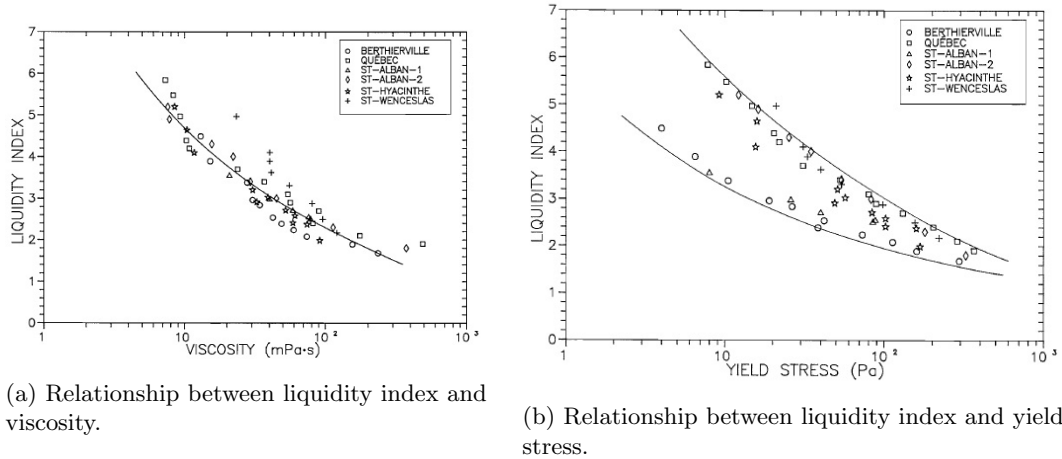 7
6
5
4
3
2
1
0
LIQUIDITY INDEX
○ BERTHIERVILLE
□ QUÉBEC
△ ST-ALBAN-1
◇ ST-ALBAN-2
☆ ST-HYACINTHE
+ ST-WENCESLAS
1 10 10² 10³
VISCOSITY (mPa·s)
(a) Relationship between liquidity index and
viscosity.
7
6
5
4
3
2
1
0
LIQUIDITY INDEX
○ BERTHIERVILLE
□ QUÉBEC
△ ST-ALBAN-1
◇ ST-ALBAN-2
☆ ST-HYACINTHE
+ ST-WENCESLAS
1 10 10² 10³
YIELD STRESS (Pa)
(b) Relationship between liquidity index and yield
stress.